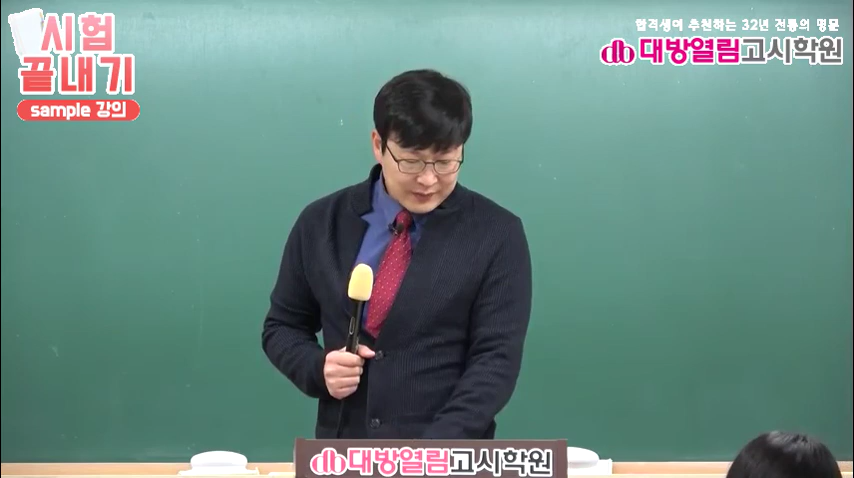 시험
끝내기
sample 강의
합격생이 추천하는 32년 전통의 명문
db 대방열림고시학원
db 대방열림고시학원